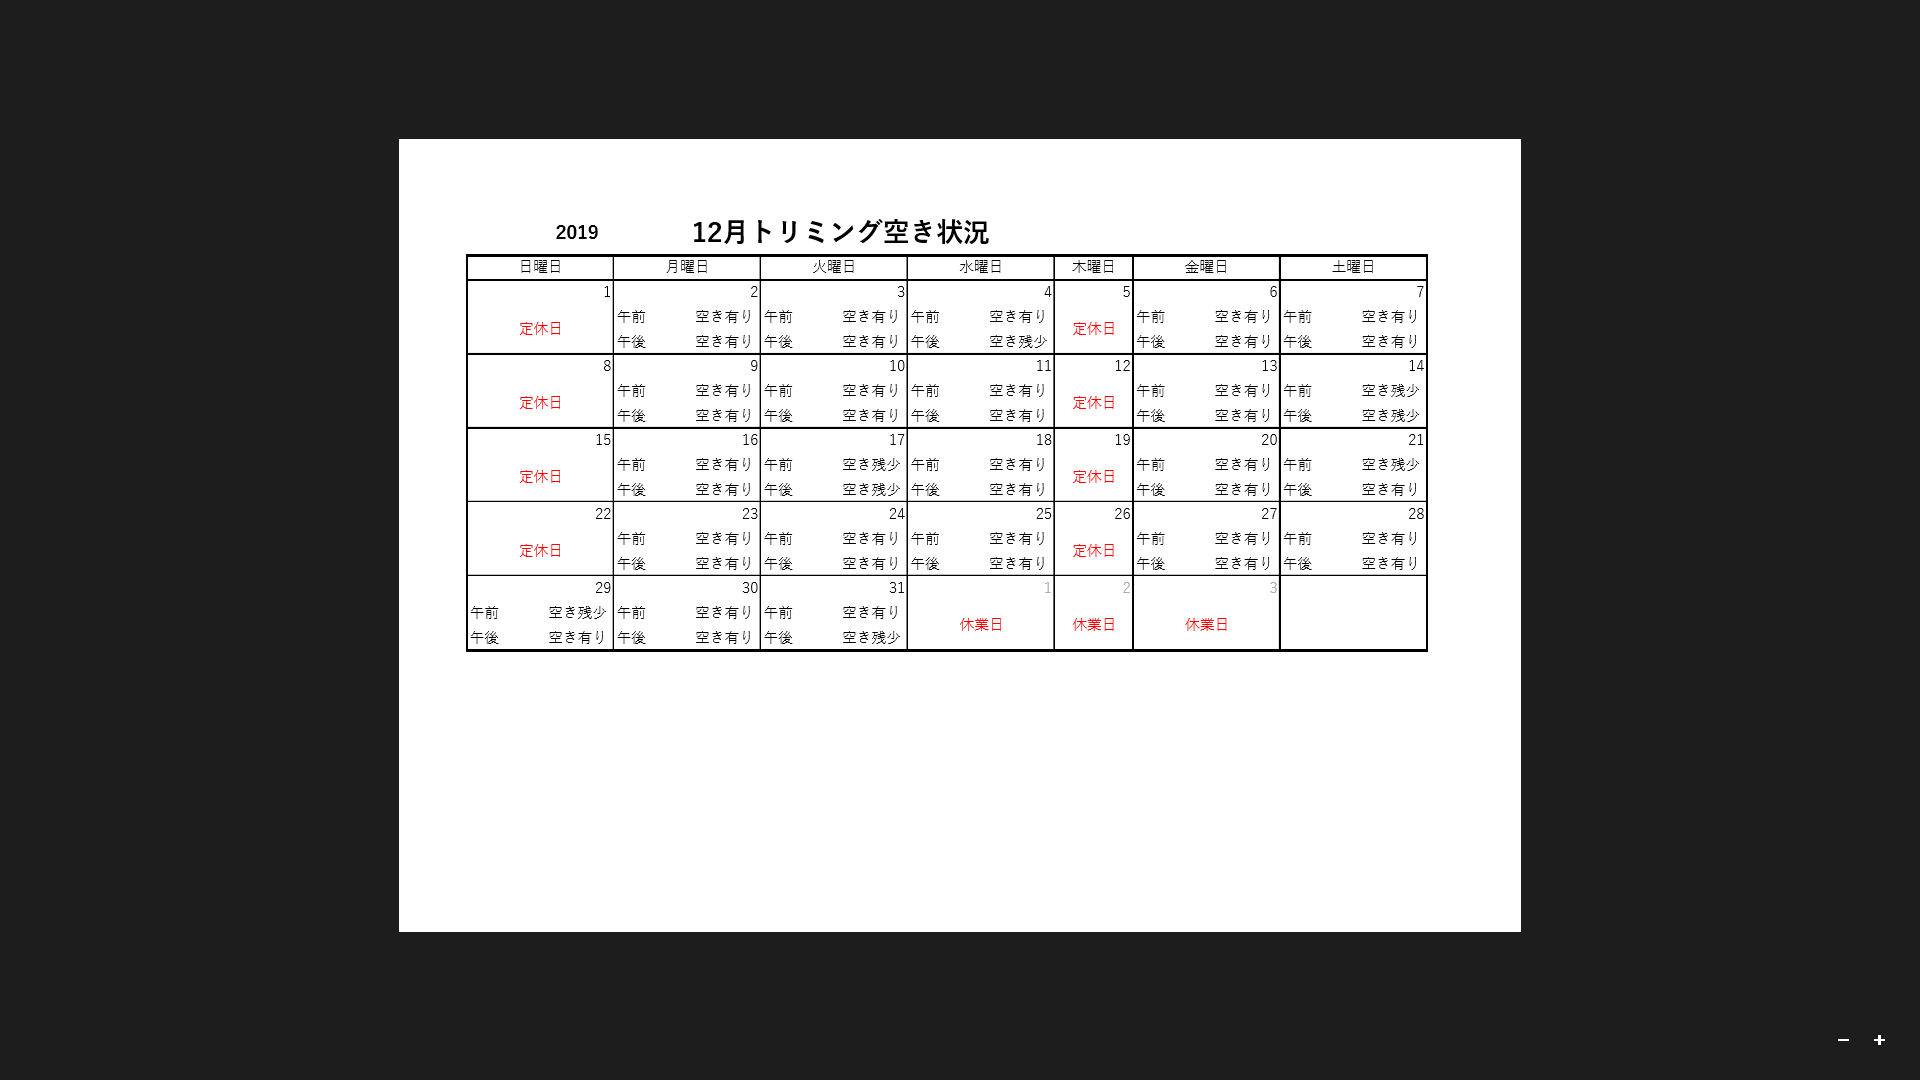 2019 12月トリミング空き状況
日曜日 月曜日 火曜日 水曜日 木曜日 金曜日 土曜日
1 2 3 4 5 6 7
定休日 午前 空き有り 午前 空き有り 午前 空き有り 定休日 午前 空き有り 午前 空き有り
午後 空き有り 午後 空き有り 午後 空き残少 午後 空き有り 午後 空き有り
8 9 10 11 12 13 14
定休日 午前 空き有り 午前 空き有り 午前 空き有り 定休日 午前 空き有り 午前 空き残少
午後 空き有り 午後 空き有り 午後 空き有り 午後 空き有り 午後 空き残少
15 16 17 18 19 20 21
定休日 午前 空き有り 午前 空き残少 午前 空き有り 定休日 午前 空き有り 午前 空き残少
午後 空き有り 午後 空き残少 午後 空き有り 午後 空き有り 午後 空き有り
22 23 24 25 26 27 28
定休日 午前 空き有り 午前 空き有り 午前 空き有り 定休日 午前 空き有り 午前 空き有り
午後 空き有り 午後 空き有り 午後 空き有り 午後 空き有り 午後 空き有り
29 30 31 1 2 3
午前 空き残少 午前 空き有り 午前 空き有り 休業日 休業日 休業日
午後 空き有り 午後 空き有り 午後 空き残少